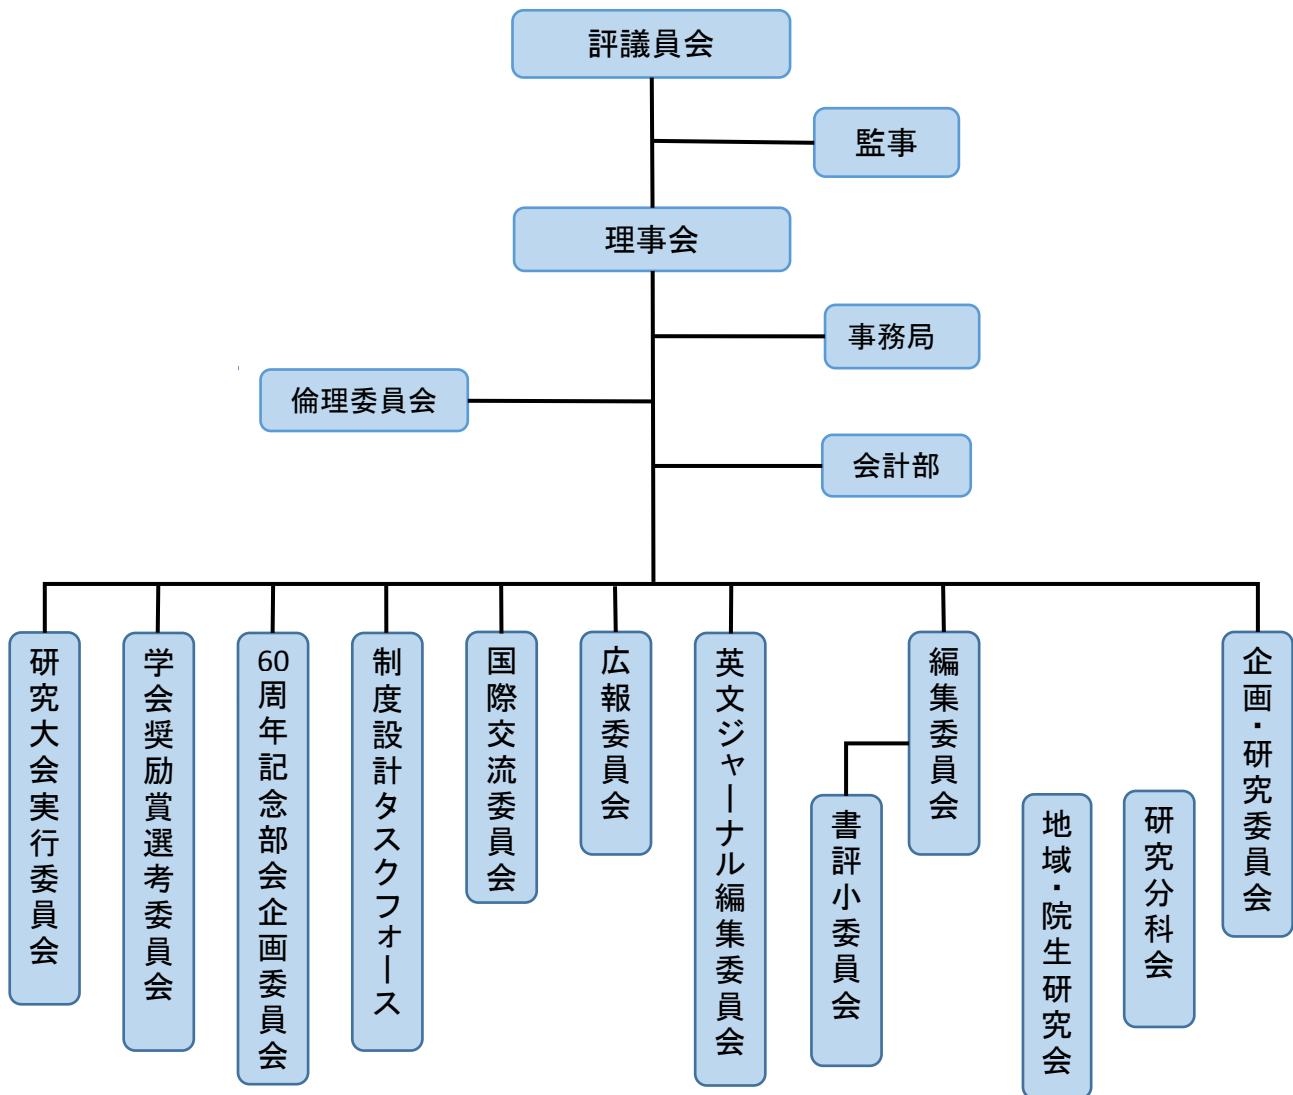 評議員会
監事
理事会
事務局
倫理委員会
会計部
研究大会実行委員会
学会奨励賞選考委員会
60周年記念部会企画委員会
制度設計タスクフォース
国際交流委員会
広報委員会
英文ジャーナル編集委員会
書評小委員会
編集委員会
地域・院生研究会
研究分科会
企画・研究委員会